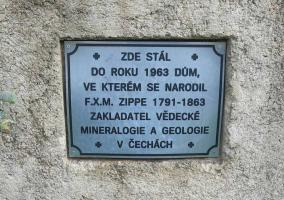 ZDE STÁL
DO ROKU 1963 DŮM,
VE KTERÉM SE NARODIL
F.X.M. ZIPPE 1791-1863
ZAKLADATEL VĚDECKÉ
MINERALOGIE A GEOLOGIE
V ČECHÁCH